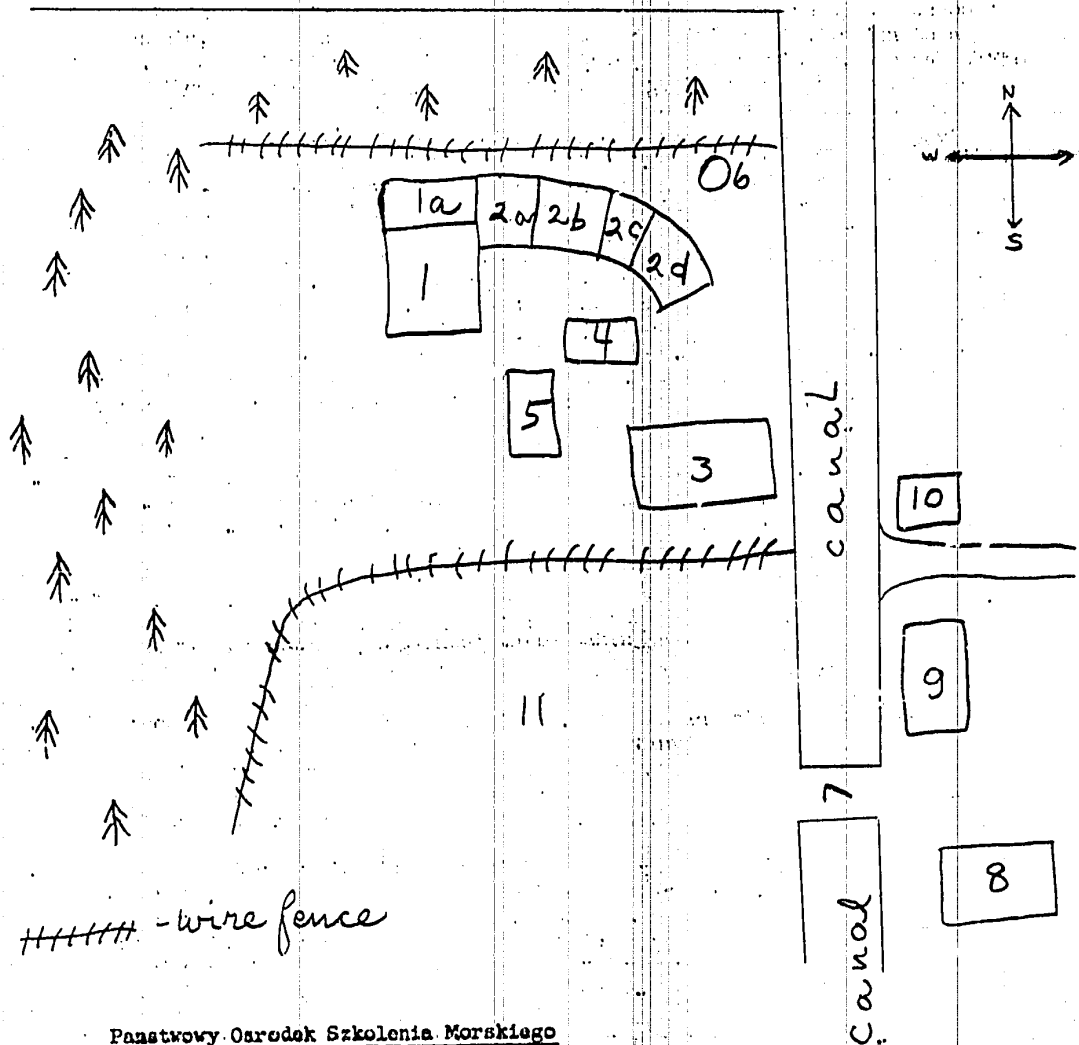 N
W
S
O6
1a
2a
2b
2c
2d
1
4
5
3
canal
10
9
11.
7
8
-wire fence
Canal
Panstwowy Osrodek Szkolenia Morskiego